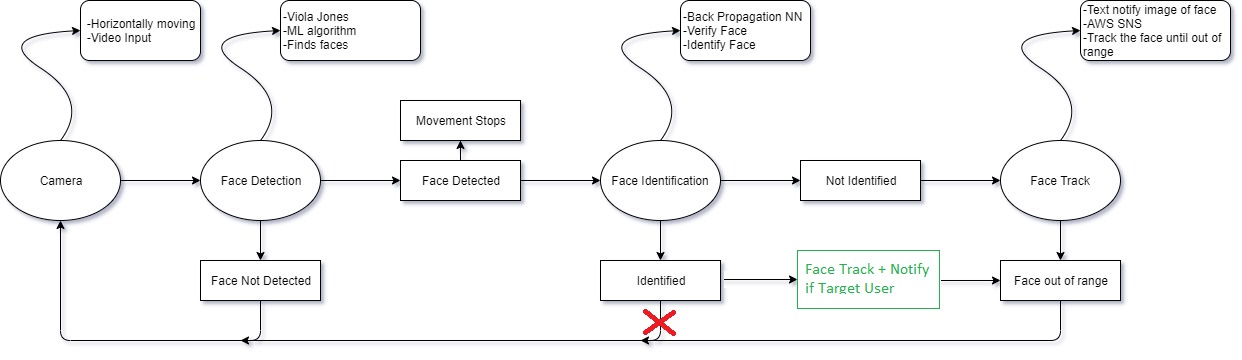 -Horizontally moving
-Video Input
-Viola Jones
-ML algorithm
-Finds faces
-Back Propagation NN
-Verify Face
-Identify Face
-Text notify image of face
-AWS SNS
-Track the face until out of
range
Movement Stops
Camera
Face Detection
Face Detected
Face Identification
Not Identified
Face Track
Face Not Detected
Identified
Face Track + Notify
if Target User
Face out of range